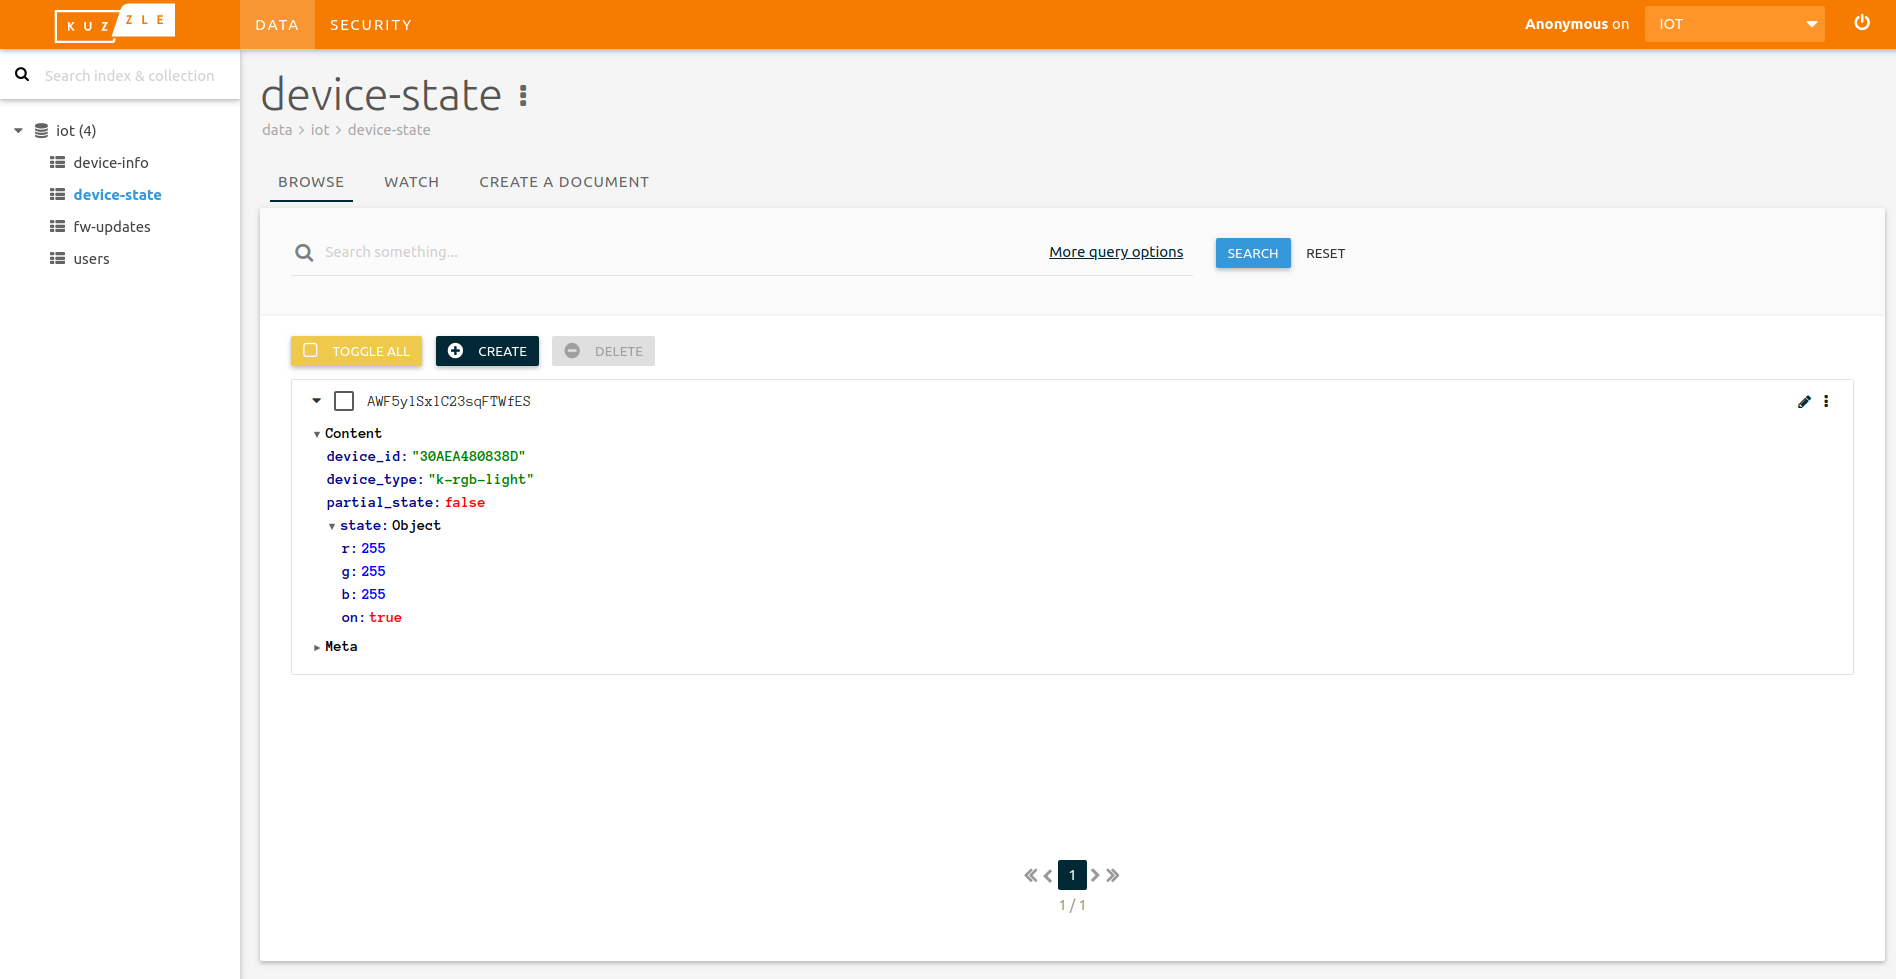 KUZZLE DATA SECURITY Anonymous on IOT
Search index & collection
iot (4)
device-info
device-state
fw-updates
users
device-state
data > iot > device-state
BROWSE WATCH CREATE A DOCUMENT
Search something... More query options SEARCH RESET
TOGGLE ALL CREATE DELETE
AWF5ylSxlC23sqFTWfES
Content
device_id: "30AEA480838D"
device_type: "k-rgb-light"
partial_state: false
state: Object
r: 255
g: 255
b: 255
on: true
Meta
1
1 / 1